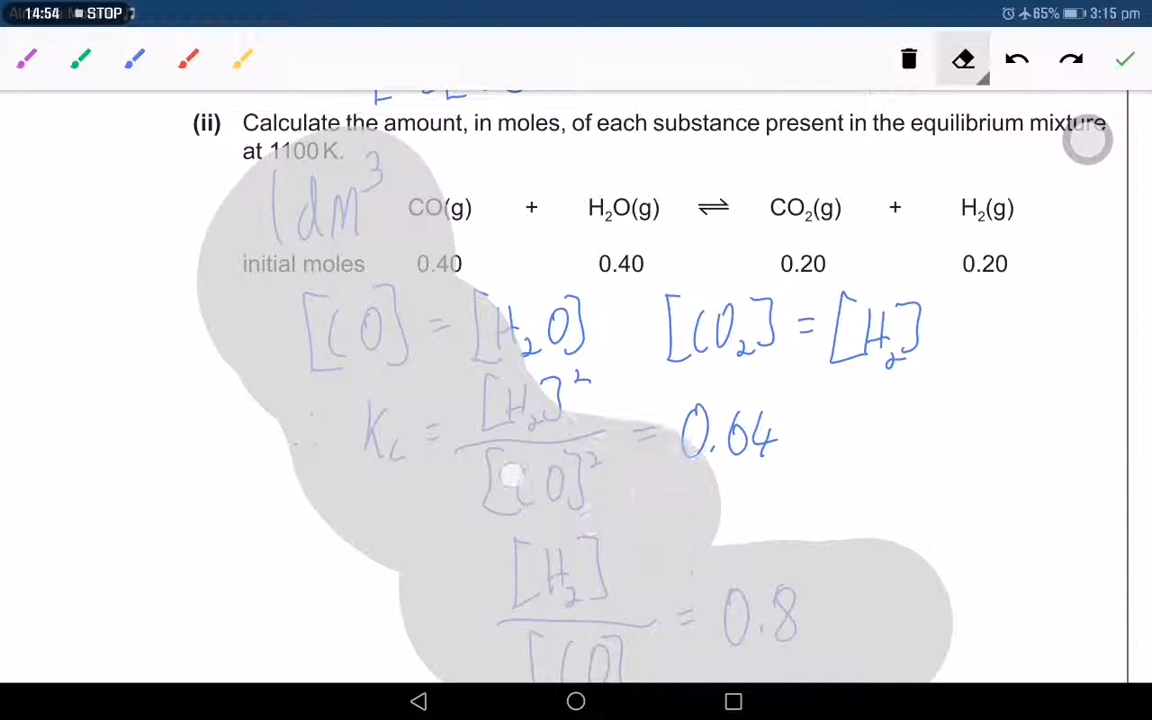 14:54 STOP 65% 3:15 pm
(ii) Calculate the amount, in moles, of each substance present in the equilibrium mixture
at 1100 K.
1 dm³
CO(g) + H₂O(g) ⇌ CO₂(g) + H₂(g)
initial moles 0.40 0.40 0.20 0.20
[CO] = [H₂O] [CO₂] = [H₂]
∴ Kc = [H₂]² / [CO]² = 0.64
[H₂] / [CO] = 0.8